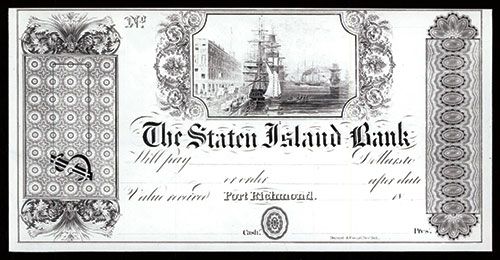 No.
The Staten Island Bank
Will pay Dollars to
or order after date
Value received Port Richmond. 18
$
Cash. Pres.